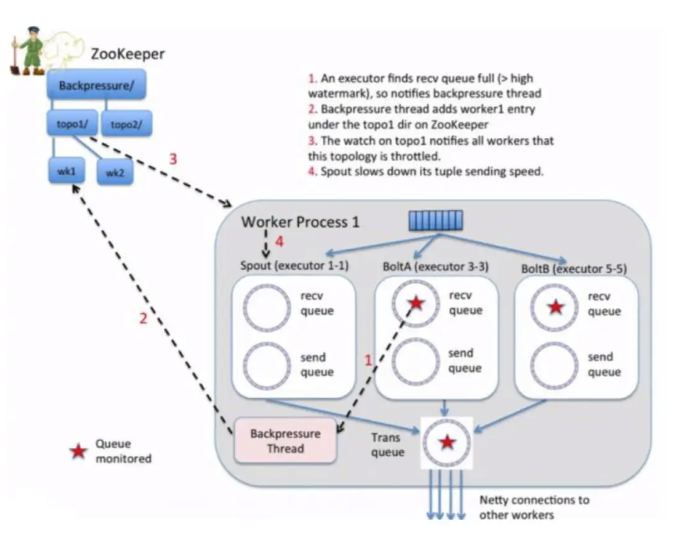 ZooKeeper
Backpressure/
topo1/
topo2/
wk1
wk2
1. An executor finds recv queue full (> high
watermark), so notifies backpressure thread
2. Backpressure thread adds worker1 entry
under the topo1 dir on ZooKeeper
3. The watch on topo1 notifies all workers that
this topology is throttled.
4. Spout slows down its tuple sending speed.
3
Worker Process 1
4
Spout (executor 1-1)
BoltA (executor 3-3)
BoltB (executor 5-5)
recv
queue
recv
queue
recv
queue
2
send
queue
1
send
queue
send
queue
Backpressure
Thread
Trans
queue
Queue
monitored
Netty connections to
other workers